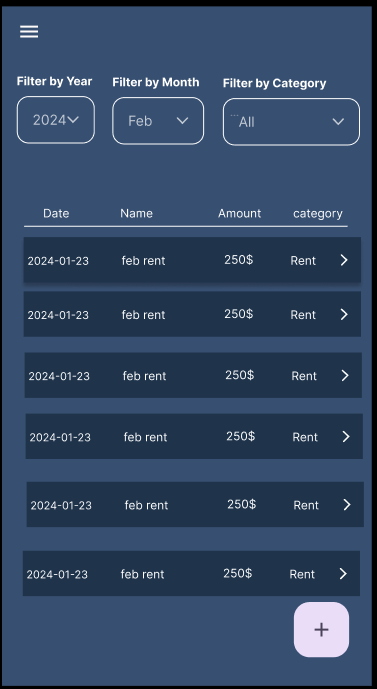 Filter by Year Filter by Month Filter by Category
2024 Feb ...All
Date Name Amount category
2024-01-23 feb rent 250$ Rent
2024-01-23 feb rent 250$ Rent
2024-01-23 feb rent 250$ Rent
2024-01-23 feb rent 250$ Rent
2024-01-23 feb rent 250$ Rent
2024-01-23 feb rent 250$ Rent
+